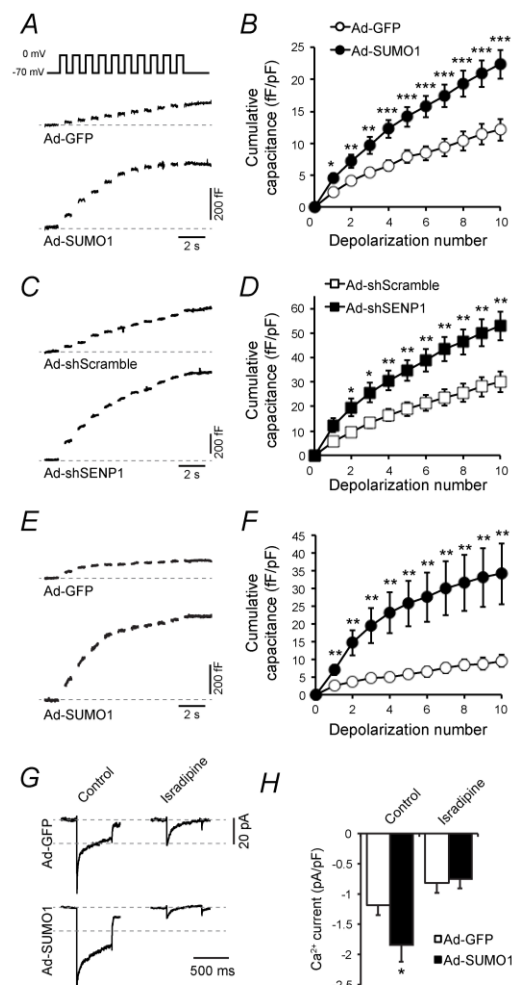 A
0 mV
-70 mV
Ad-GFP
Ad-SUMO1
200 fF
2 s
B
Ad-GFP
Ad-SUMO1
Cumulative
capacitance (fF/pF)
25
20
15
10
5
0
* ** ** *** *** *** *** *** *** ***
0 2 4 6 8 10
Depolarization number
C
Ad-shScramble
Ad-shSENP1
200 fF
2 s
D
Ad-shScramble
Ad-shSENP1
Cumulative
capacitance (fF/pF)
60
50
40
30
20
10
0
* * ** ** ** ** ** ** **
0 2 4 6 8 10
Depolarization number
E
Ad-GFP
Ad-SUMO1
200 fF
2 s
F
Cumulative
capacitance (fF/pF)
45
40
35
30
25
20
15
10
5
0
** ** ** ** ** ** ** ** ** **
0 2 4 6 8 10
Depolarization number
G
Control
Isradipine
Ad-GFP
20 pA
Ad-SUMO1
500 ms
H
Control
Isradipine
Ca2+ current (pA/pF)
0
-0.5
-1
-1.5
-2
-2.5
*
Ad-GFP
Ad-SUMO1